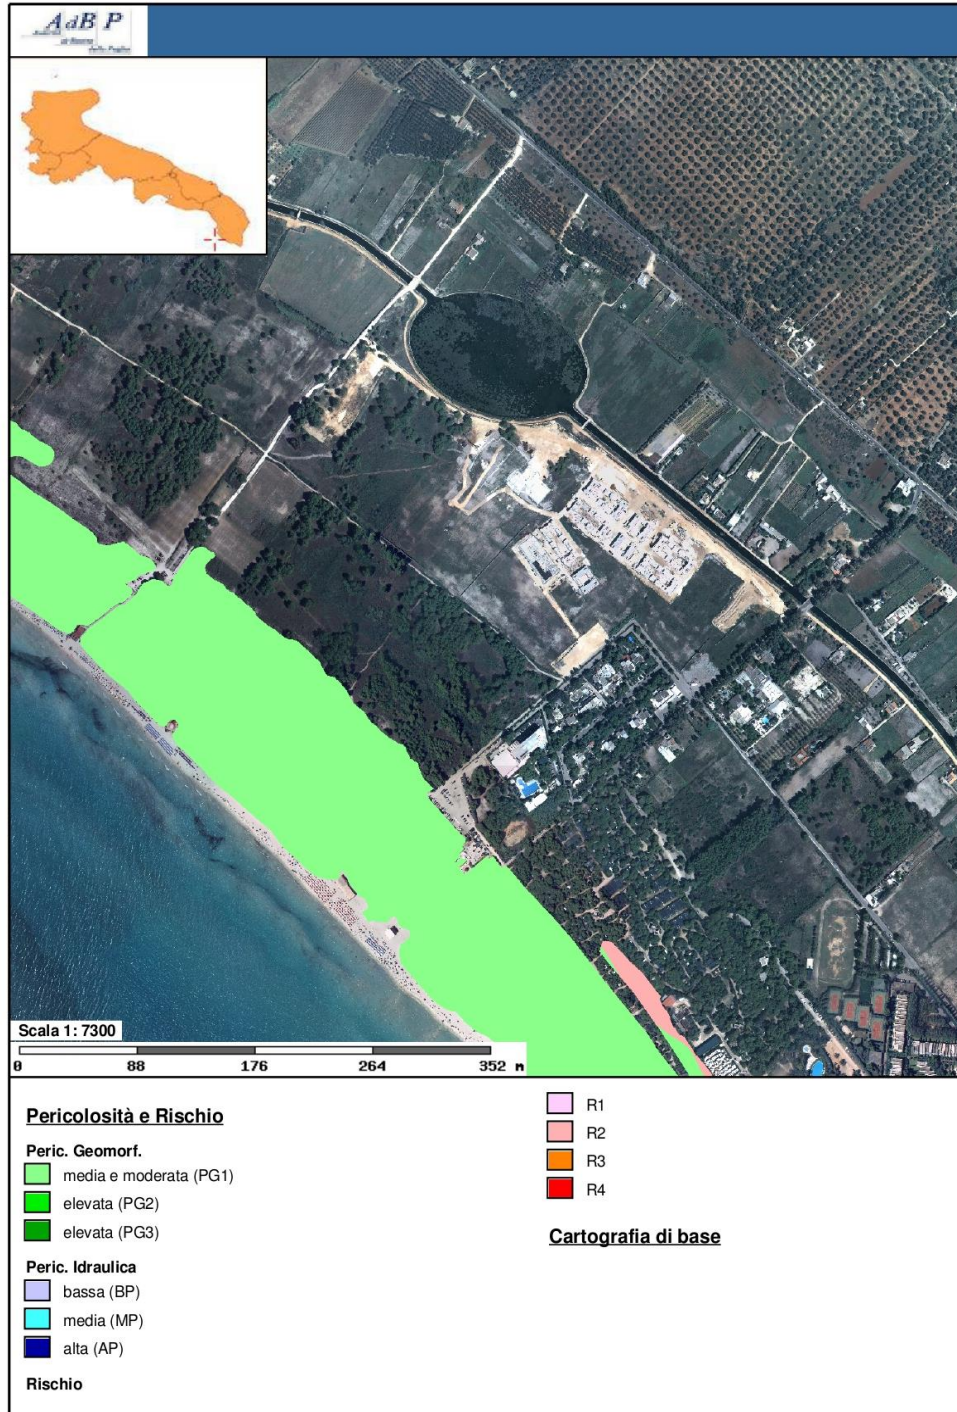 AdB P
Scala 1: 7300
0 88 176 264 352 m
Pericolosità e Rischio
Peric. Geomorf.
media e moderata (PG1)
elevata (PG2)
elevata (PG3)
Peric. Idraulica
bassa (BP)
media (MP)
alta (AP)
Rischio
R1
R2
R3
R4
Cartografia di base